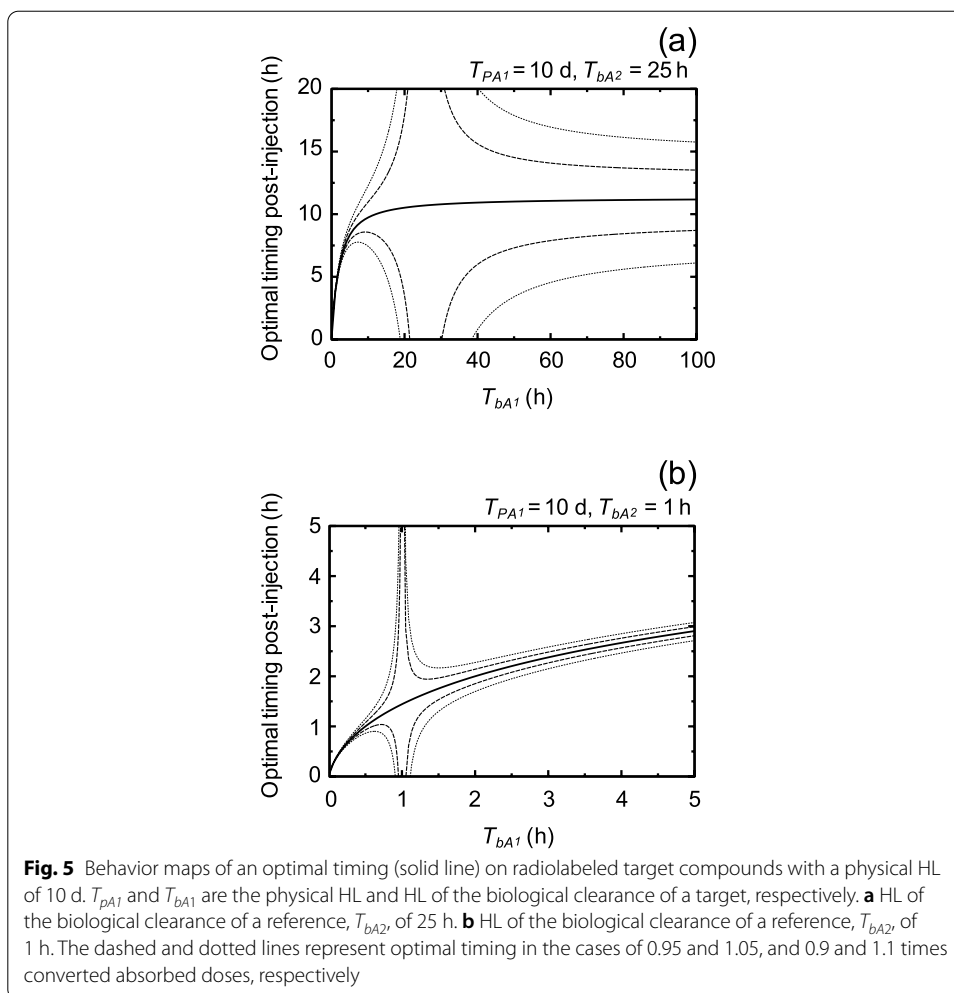 (a)
T_PA1 = 10 d, T_bA2 = 25 h
Optimal timing post-injection (h)
20
15
10
5
0
0 20 40 60 80 100
T_bA1 (h)
(b)
T_PA1 = 10 d, T_bA2 = 1 h
Optimal timing post-injection (h)
5
4
3
2
1
0
0 1 2 3 4 5
T_bA1 (h)
Fig. 5 Behavior maps of an optimal timing (solid line) on radiolabeled target compounds with a physical HL
of 10 d. T_pA1 and T_bA1 are the physical HL and HL of the biological clearance of a target, respectively. a HL of
the biological clearance of a reference, T_bA2, of 25 h. b HL of the biological clearance of a reference, T_bA2, of
1 h. The dashed and dotted lines represent optimal timing in the cases of 0.95 and 1.05, and 0.9 and 1.1 times
converted absorbed doses, respectively